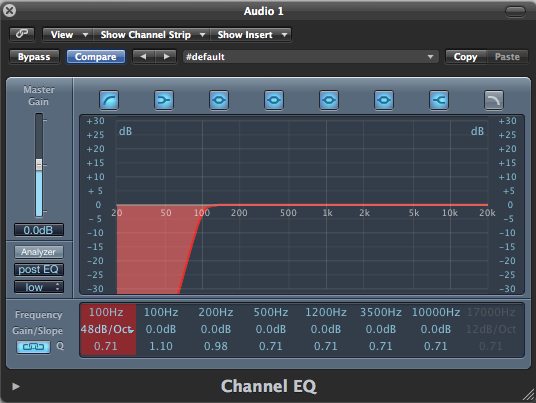 Audio 1
View Show Channel Strip Show Insert
Bypass Compare #default Copy Paste
Master
Gain
0.0dB
Analyzer
post EQ
low
+30 dB dB +30
+25 +25
+20 +20
+15 +15
+10 +10
+ 5 + 5
0 0
20 50 100 200 500 1k 2k 5k 10k 20k
− 5 − 5
−10 −10
−15 −15
−20 −20
−25 −25
−30 −30
Frequency 100Hz 100Hz 200Hz 500Hz 1200Hz 3500Hz 10000Hz 17000Hz
Gain/Slope 48dB/Oct 0.0dB 0.0dB 0.0dB 0.0dB 0.0dB 0.0dB 12dB/Oct
Q 0.71 1.10 0.98 0.71 0.71 0.71 0.71 0.71
Channel EQ